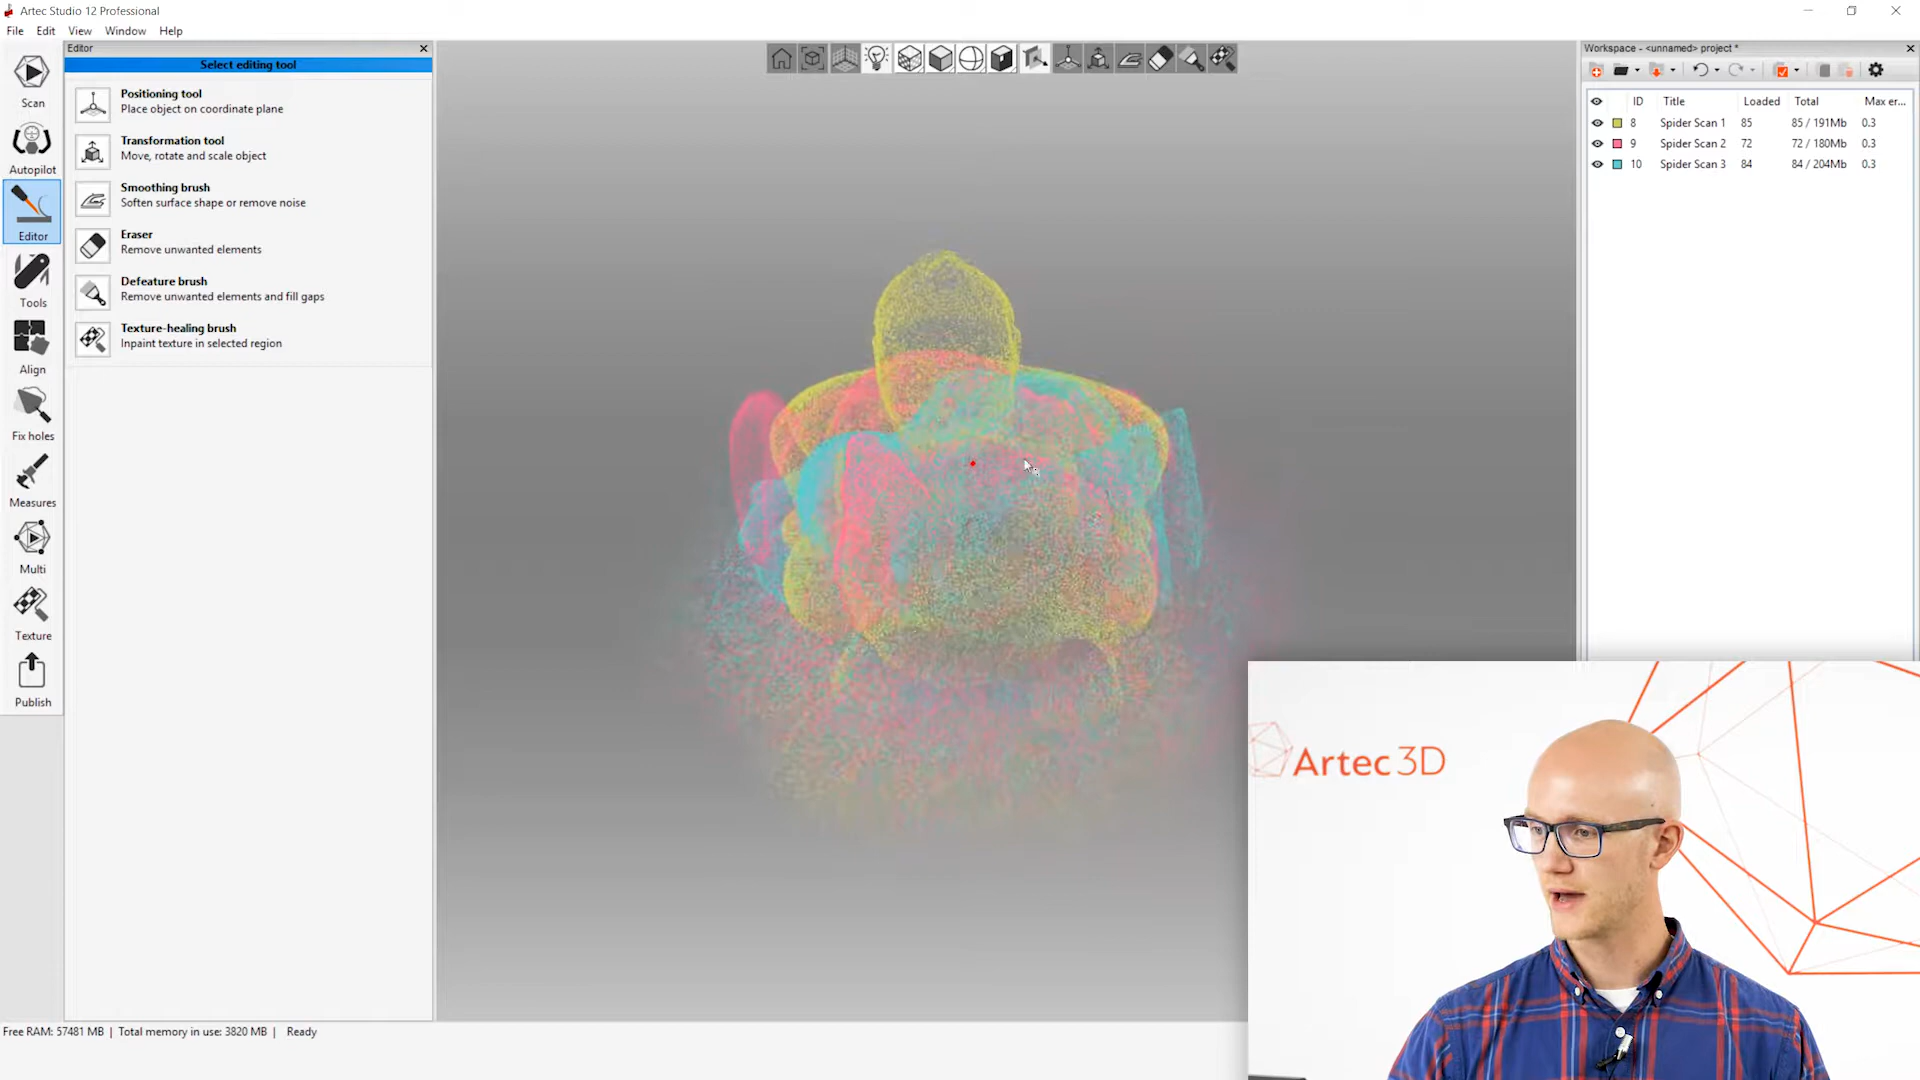 Artec Studio 12 Professional
File Edit View Window Help
Editor
Select editing tool
Positioning tool
Place object on coordinate plane
Transformation tool
Move, rotate and scale object
Smoothing brush
Soften surface shape or remove noise
Eraser
Remove unwanted elements
Defeature brush
Remove unwanted elements and fill gaps
Texture-healing brush
Inpaint texture in selected region
Scan
Autopilot
Editor
Tools
Align
Fix holes
Measures
Multi
Texture
Publish
Workspace - <unnamed> project *
ID Title Loaded Total Max er...
8 Spider Scan 1 85 85 / 191Mb 0.3
9 Spider Scan 2 72 72 / 180Mb 0.3
10 Spider Scan 3 84 84 / 204Mb 0.3
Artec 3D
Free RAM: 57481 MB | Total memory in use: 3820 MB | Ready